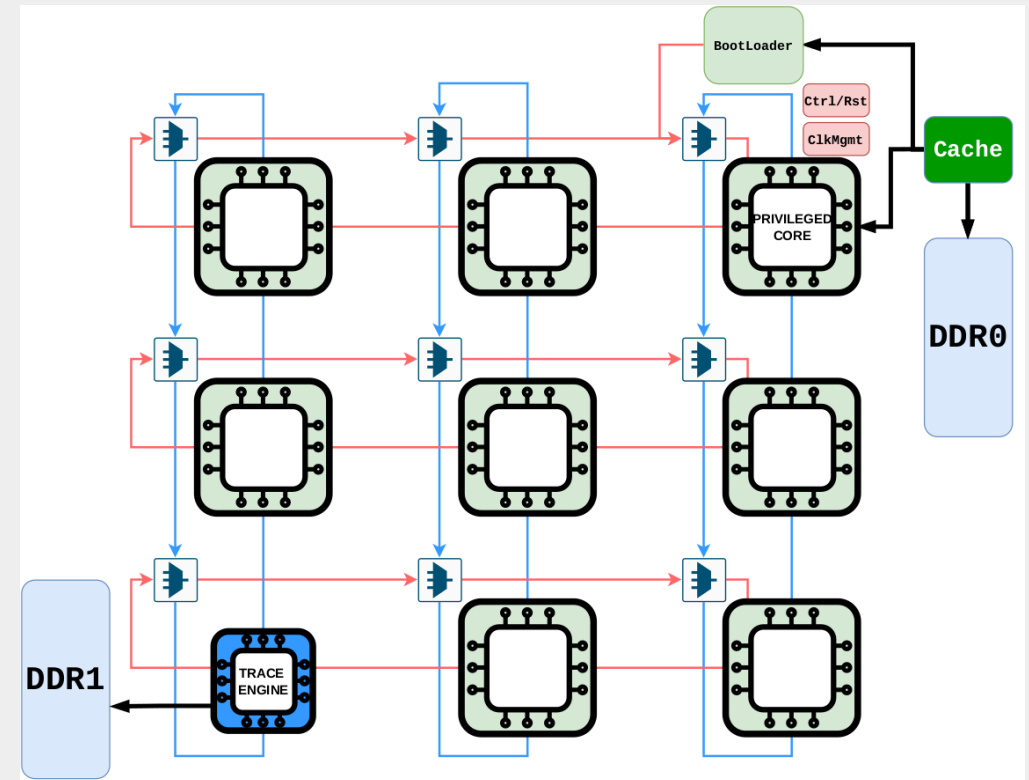 BootLoader
Ctrl/Rst
ClkMgmt
Cache
PRIVILEGED
CORE
DDR0
DDR1
TRACE
ENGINE